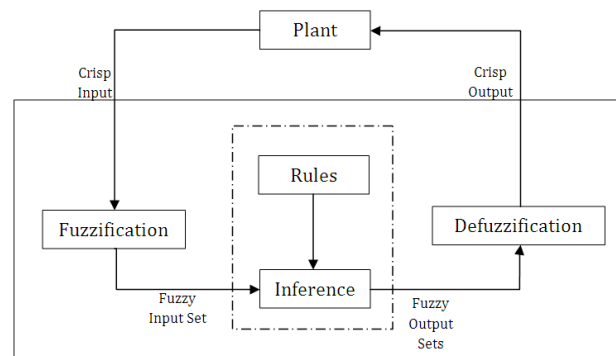 Plant
Crisp
Input
Crisp
Output
Rules
Fuzzification
Defuzzification
Inference
Fuzzy
Input Set
Fuzzy
Output
Sets